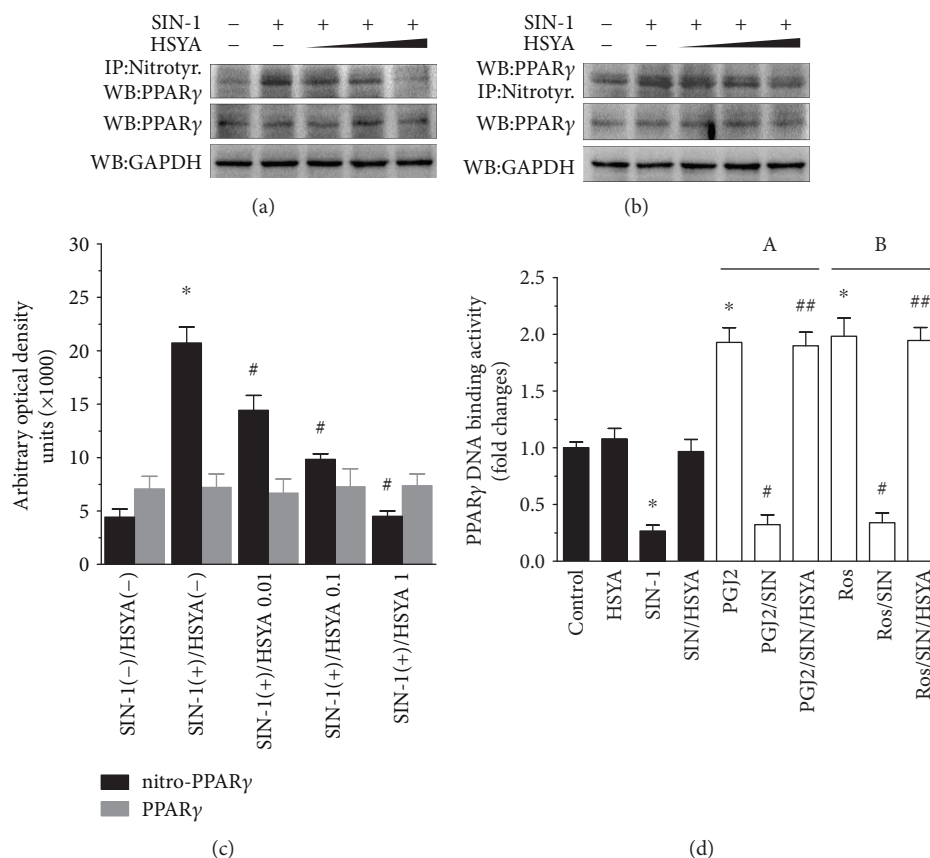 SIN-1 − + + + +
HSYA − −
IP:Nitrotyr.
WB:PPARγ
WB:PPARγ
WB:GAPDH
(a)
SIN-1 − + + + +
HSYA − −
WB:PPARγ
IP:Nitrotyr.
WB:PPARγ
WB:GAPDH
(b)
Arbitrary optical density
units (×1000)
30
25
20
15
10
5
0
*
#
#
#
SIN-1(−)/HSYA(−)
SIN-1(+)/HSYA(−)
SIN-1(+)/HSYA 0.01
SIN-1(+)/HSYA 0.1
SIN-1(+)/HSYA 1
nitro-PPARγ
PPARγ
(c)
PPARγ DNA binding activity
(fold changes)
2.5
2.0
1.5
1.0
0.5
0.0
A B
* * # ## * # ##
Control
HSYA
SIN-1
SIN/HSYA
PGJ2
PGJ2/SIN
PGJ2/SIN/HSYA
Ros
Ros/SIN
Ros/SIN/HSYA
(d)